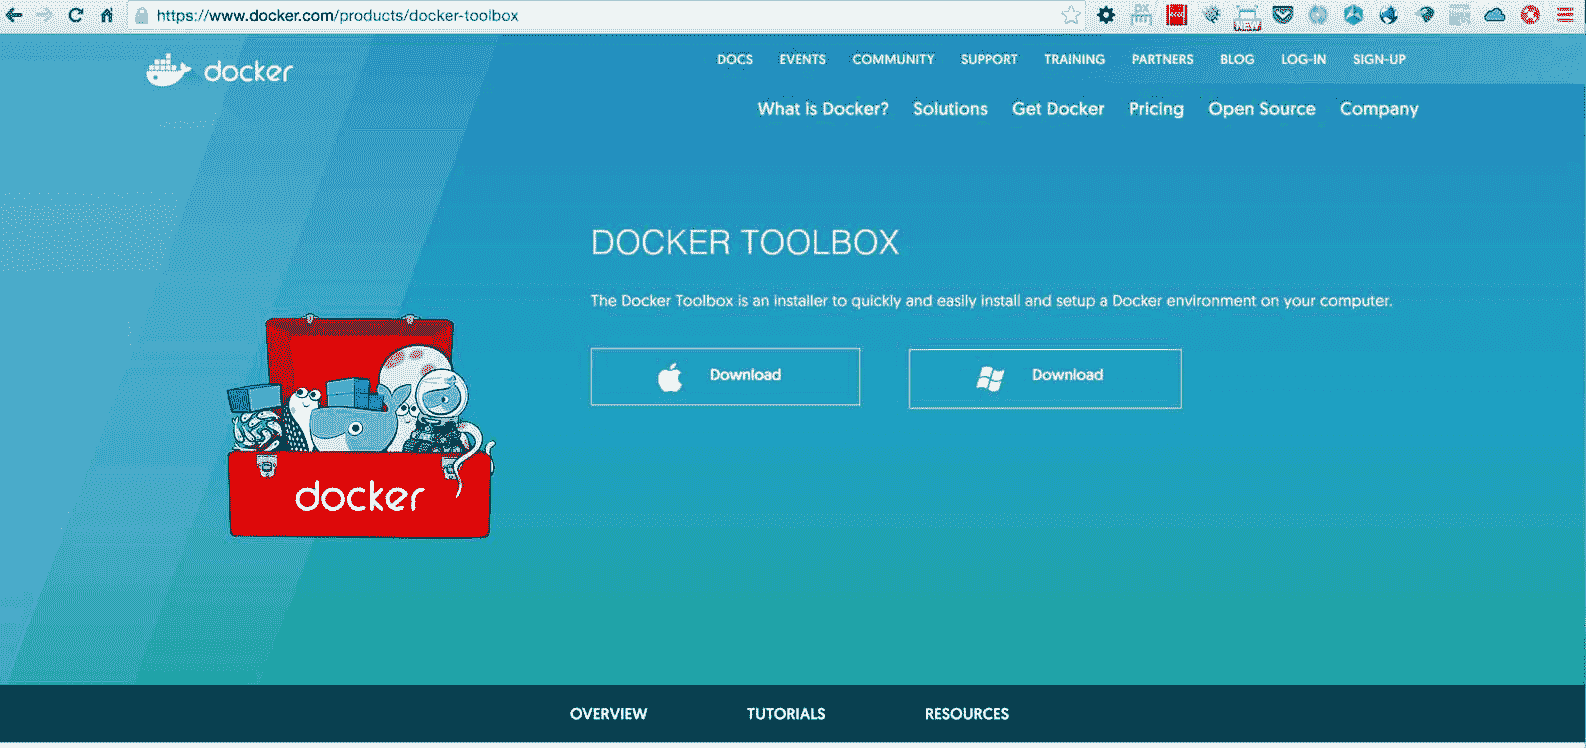 https://www.docker.com/products/docker-toolbox
NEW
docker
DOCS EVENTS COMMUNITY SUPPORT TRAINING PARTNERS BLOG LOG-IN SIGN-UP
What is Docker? Solutions Get Docker Pricing Open Source Company
DOCKER TOOLBOX
The Docker Toolbox is an installer to quickly and easily install and setup a Docker environment on your computer.
Download Download
docker
OVERVIEW TUTORIALS RESOURCES